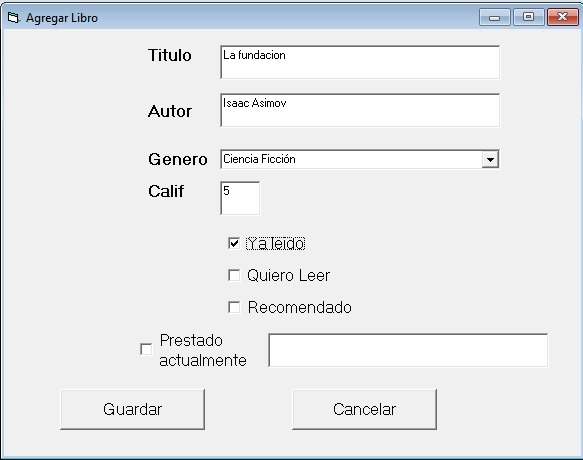 Agregar Libro
Titulo La fundacion
Autor Isaac Asimov
Genero Ciencia Ficción
Calif 5
Ya leido
Quiero Leer
Recomendado
Prestado
actualmente
Guardar Cancelar